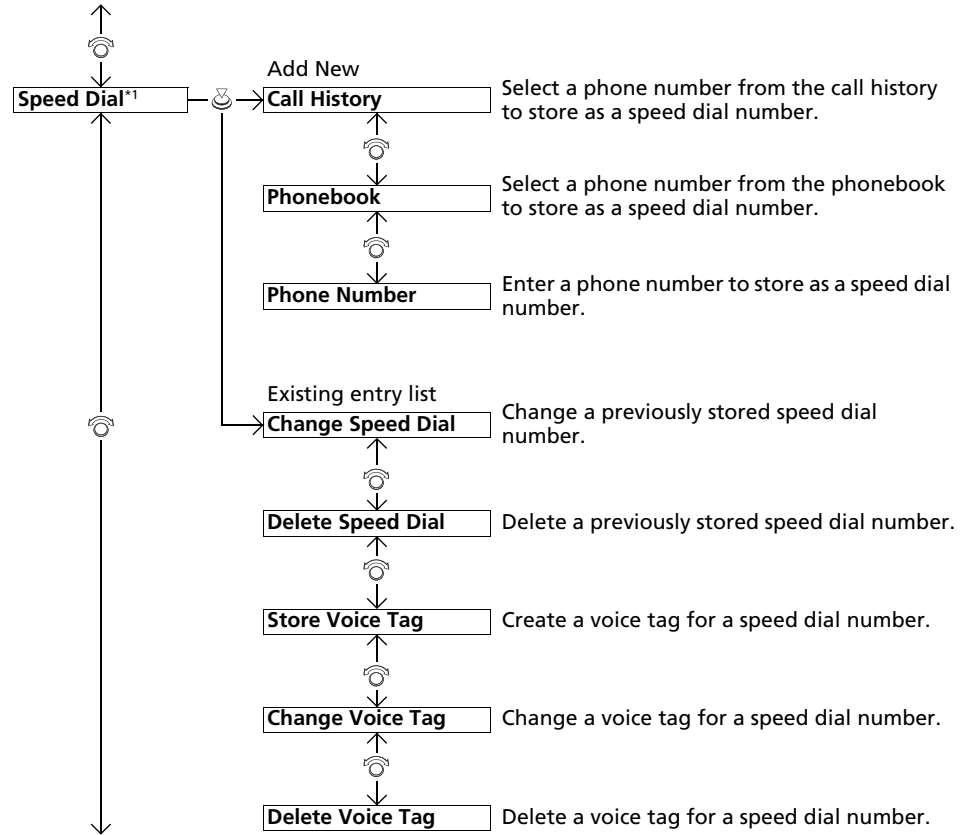 Add New
Speed Dial*1
Call History
Select a phone number from the call history
to store as a speed dial number.
Phonebook
Select a phone number from the phonebook
to store as a speed dial number.
Phone Number
Enter a phone number to store as a speed dial
number.
Existing entry list
Change Speed Dial
Change a previously stored speed dial
number.
Delete Speed Dial
Delete a previously stored speed dial number.
Store Voice Tag
Create a voice tag for a speed dial number.
Change Voice Tag
Change a voice tag for a speed dial number.
Delete Voice Tag
Delete a voice tag for a speed dial number.